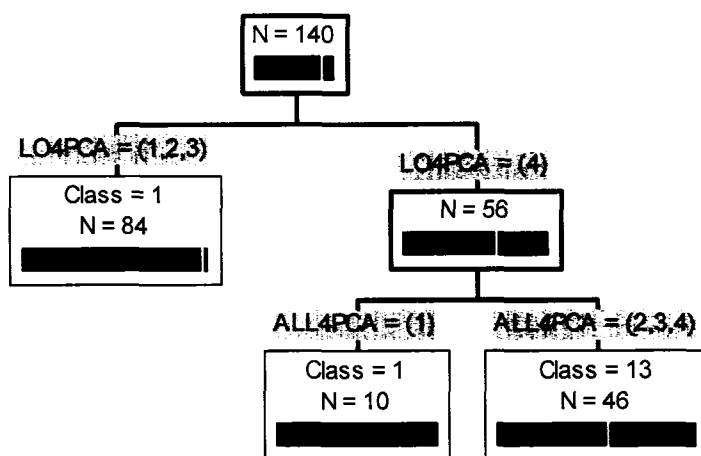 N = 140
LO4PCA = (1,2,3)
LO4PCA = (4)
Class = 1
N = 84
N = 56
ALL4PCA = (1)
ALL4PCA = (2,3,4)
Class = 1
N = 10
Class = 13
N = 46